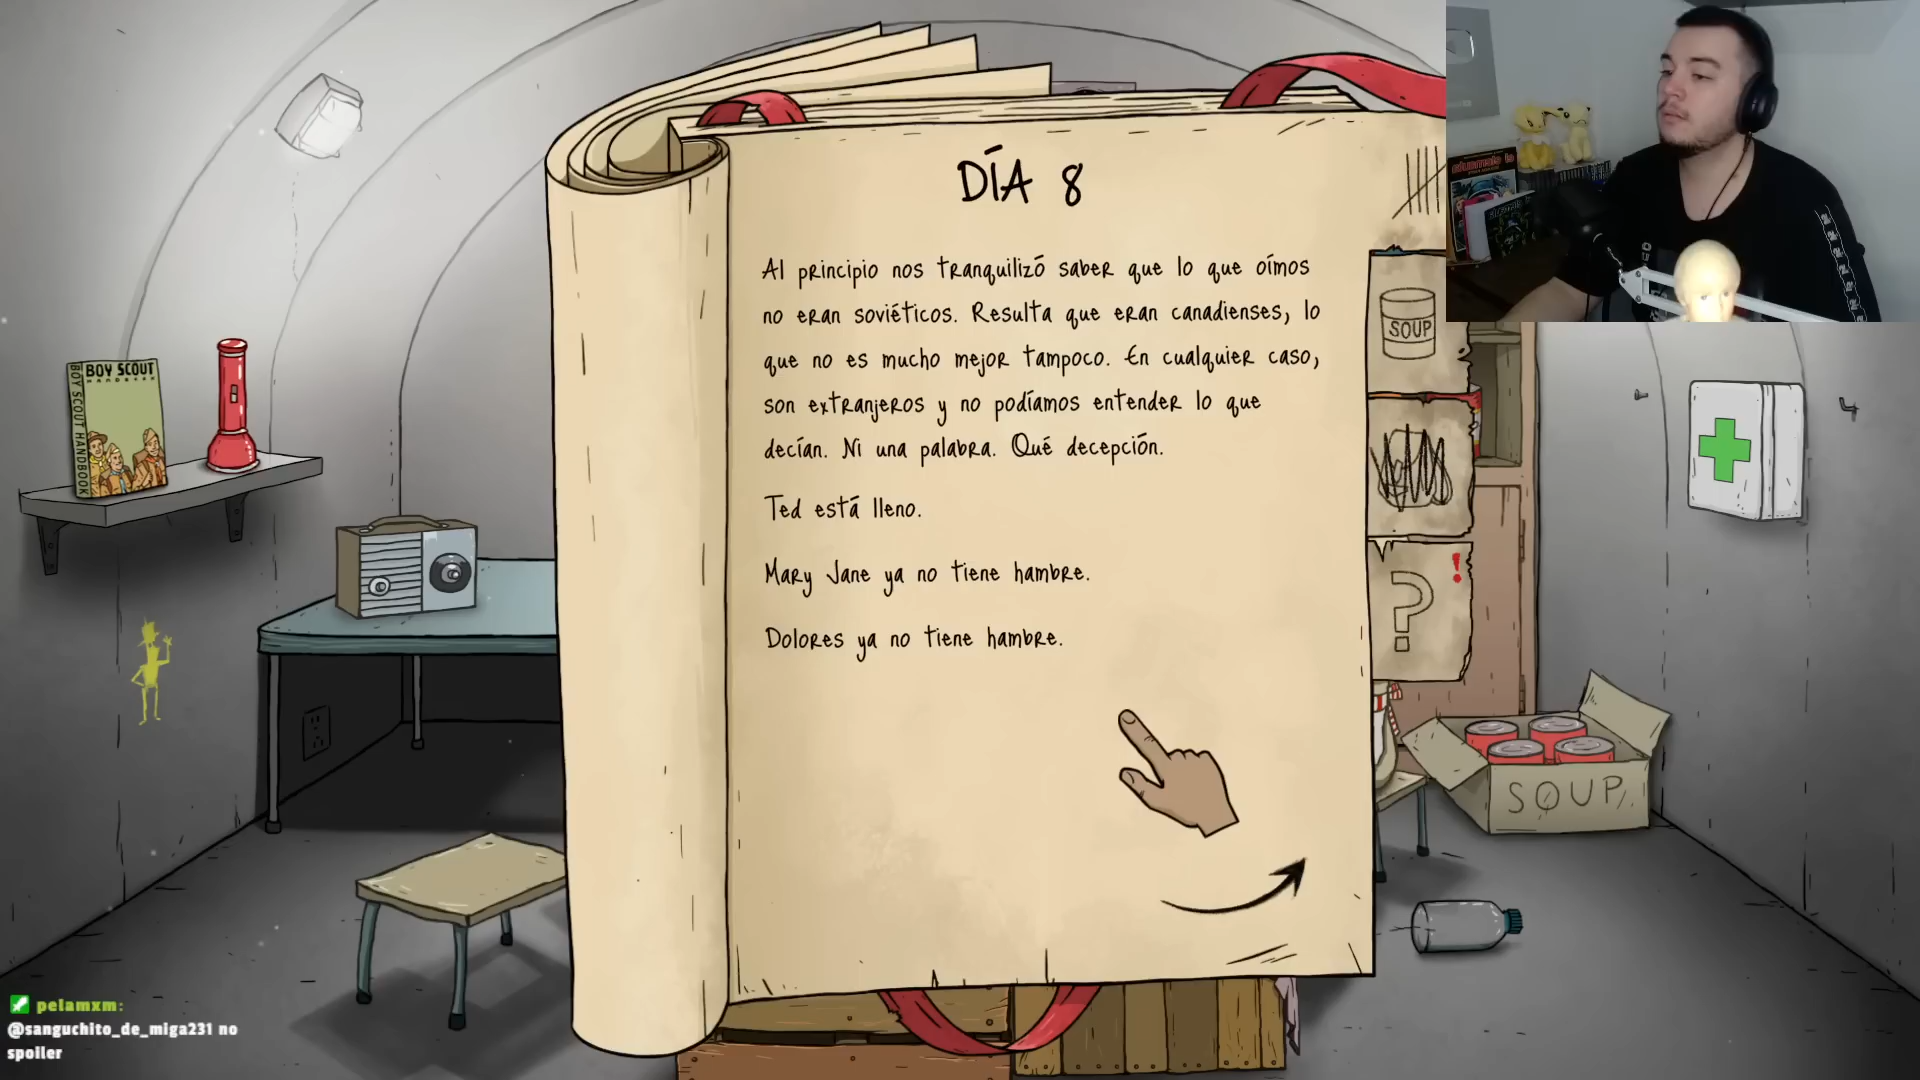 DÍA 8
Al principio nos tranquilizó saber que lo que oímos
no eran soviéticos. Resulta que eran canadienses, lo
que no es mucho mejor tampoco. En cualquier caso,
son extranjeros y no podíamos entender lo que
decían. Ni una palabra. Qué decepción.
Ted está lleno.
Mary Jane ya no tiene hambre.
Dolores ya no tiene hambre.
SOUP
BOY SCOUT
HANDBOOK
BOY SCOUT HANDBOOK
?
!
SOUP
pelamxm:
@sanguchito_de_miga231 no
spoiler